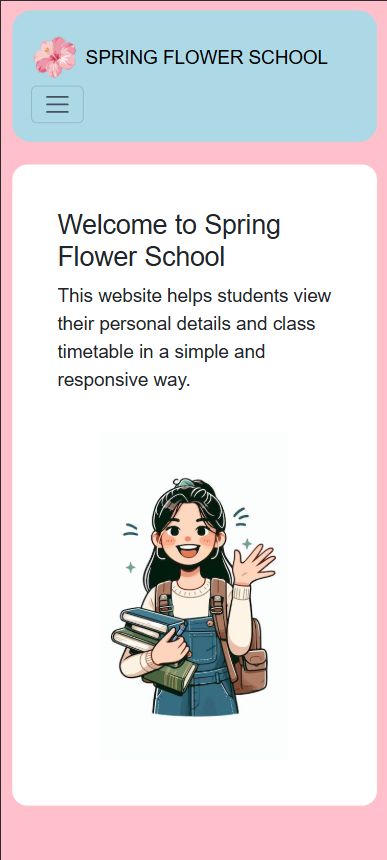 SPRING FLOWER SCHOOL
Welcome to Spring
Flower School
This website helps students view
their personal details and class
timetable in a simple and
responsive way.